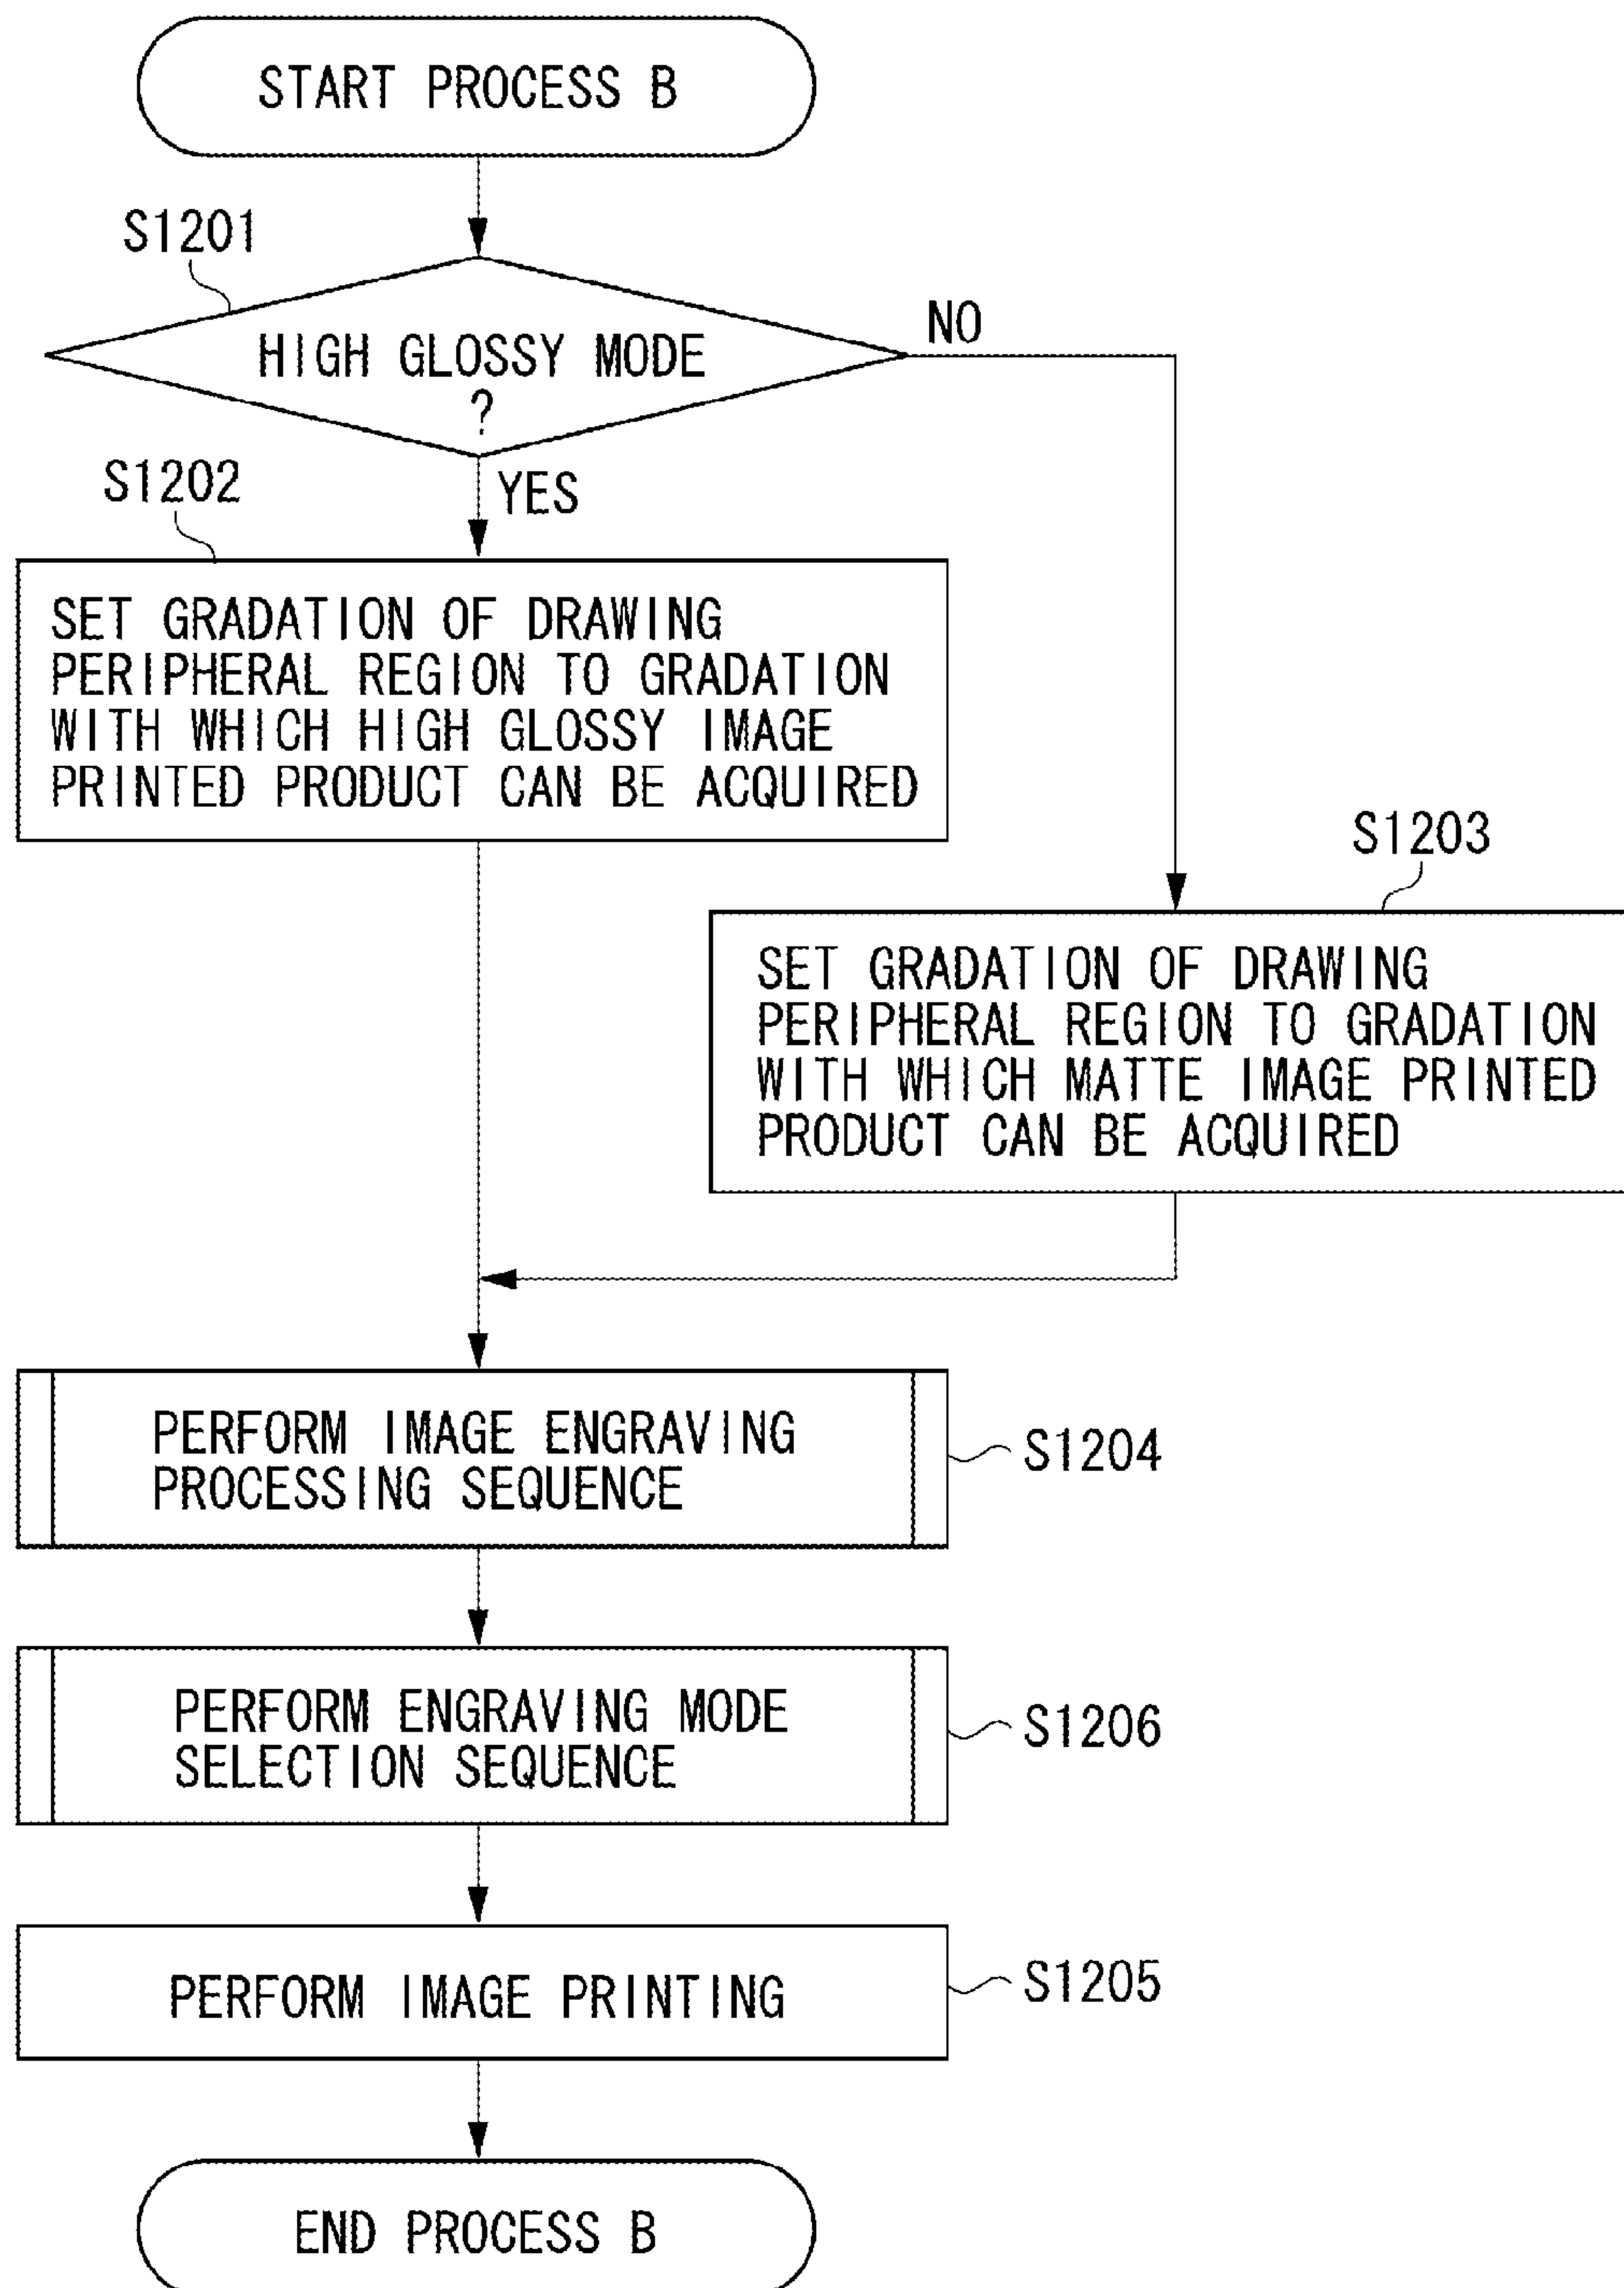 START PROCESS B
S1201
HIGH GLOSSY MODE
?
NO
YES
S1202
SET GRADATION OF DRAWING
PERIPHERAL REGION TO GRADATION
WITH WHICH HIGH GLOSSY IMAGE
PRINTED PRODUCT CAN BE ACQUIRED
S1203
SET GRADATION OF DRAWING
PERIPHERAL REGION TO GRADATION
WITH WHICH MATTE IMAGE PRINTED
PRODUCT CAN BE ACQUIRED
PERFORM IMAGE ENGRAVING
PROCESSING SEQUENCE
S1204
PERFORM ENGRAVING MODE
SELECTION SEQUENCE
S1206
PERFORM IMAGE PRINTING
S1205
END PROCESS B